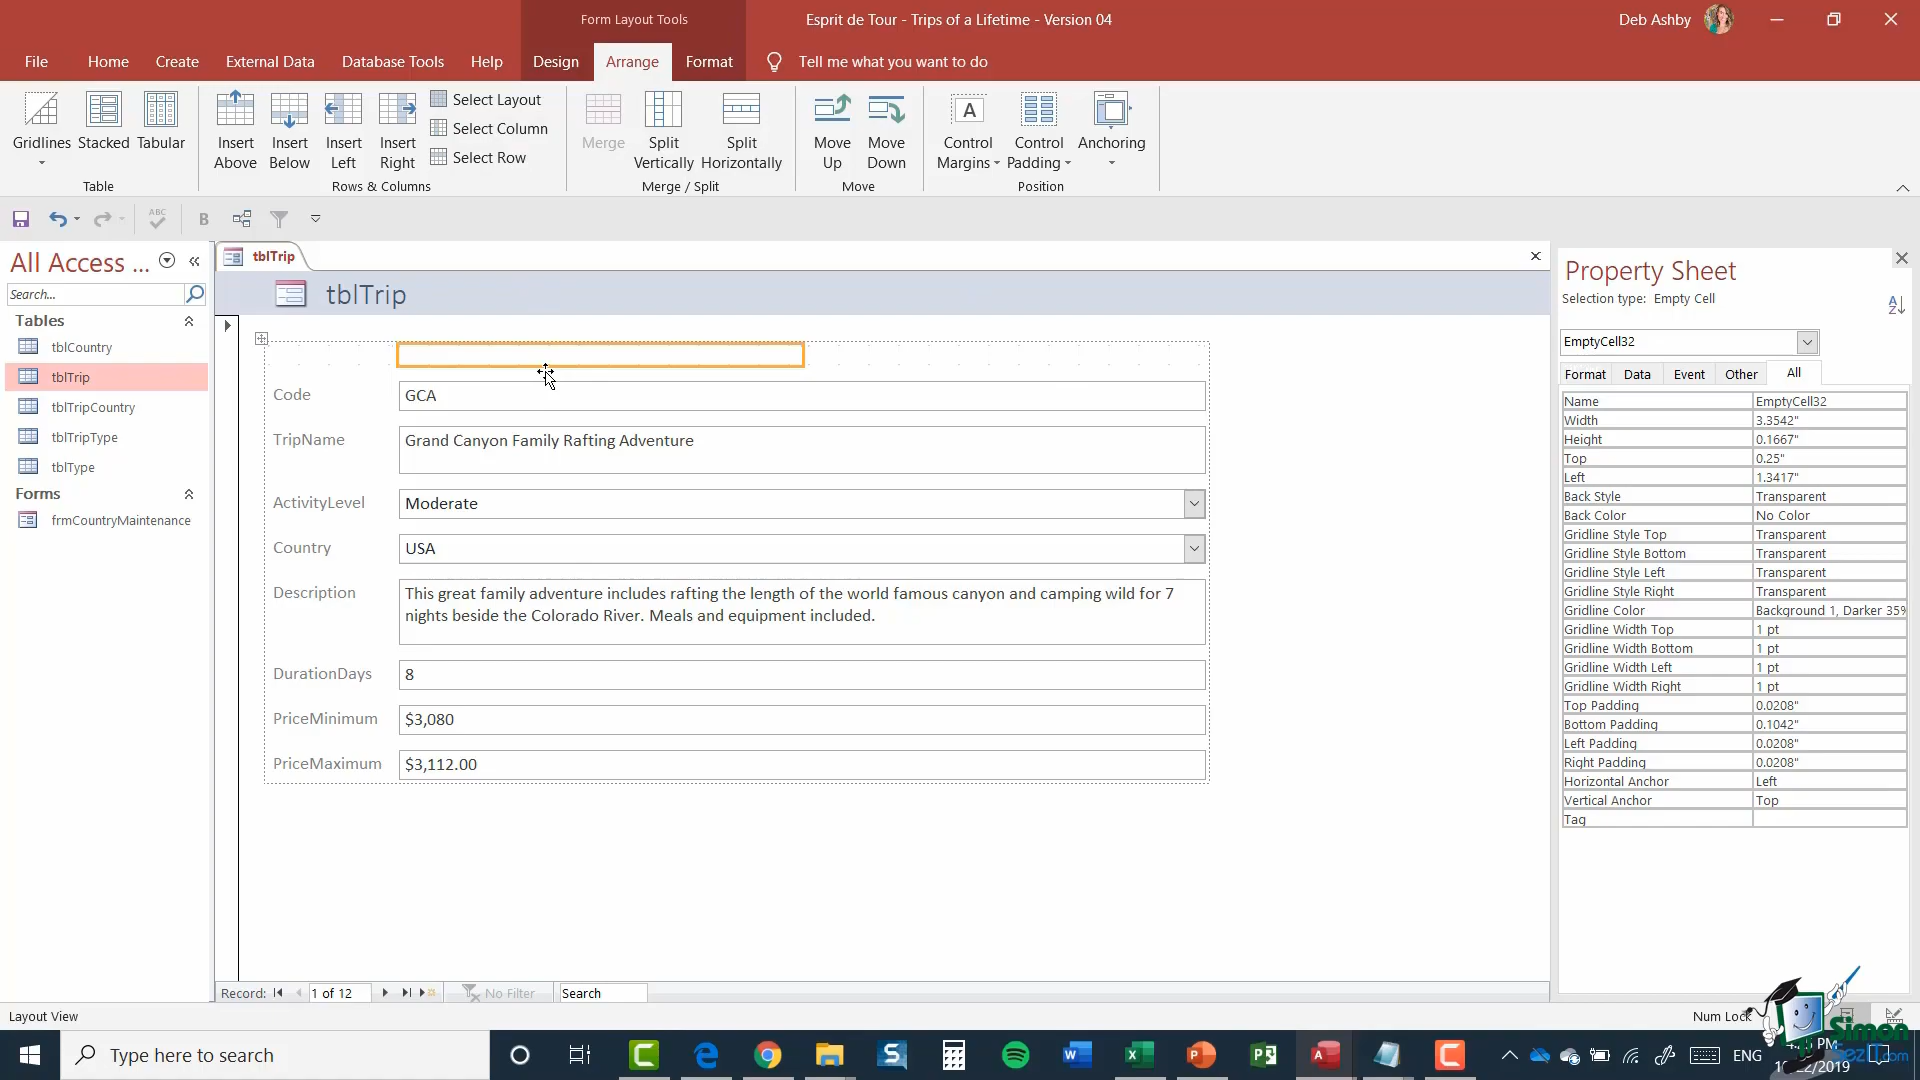 Form Layout Tools
Esprit de Tour - Trips of a Lifetime - Version 04
Deb Ashby
File Home Create External Data Database Tools Help Design Arrange Format Tell me what you want to do
Gridlines Stacked Tabular
Table
Insert Above
Insert Below
Insert Left
Insert Right
Select Layout
Select Column
Select Row
Rows & Columns
Merge
Split Vertically
Split Horizontally
Merge / Split
Move Up
Move Down
Move
Control Margins
Control Padding
Anchoring
Position
ABC
B
All Access ...
Search...
Tables
tblCountry
tblTrip
tblTripCountry
tblTripType
tblType
Forms
frmCountryMaintenance
tblTrip
tblTrip
Code GCA
TripName Grand Canyon Family Rafting Adventure
ActivityLevel Moderate
Country USA
Description This great family adventure includes rafting the length of the world famous canyon and camping wild for 7
nights beside the Colorado River. Meals and equipment included.
DurationDays 8
PriceMinimum $3,080
PriceMaximum $3,112.00
Record: 1 of 12 No Filter Search
Property Sheet
Selection type: Empty Cell
EmptyCell32
Format Data Event Other All
Name EmptyCell32
Width 3.3542"
Height 0.1667"
Top 0.25"
Left 1.3417"
Back Style Transparent
Back Color No Color
Gridline Style Top Transparent
Gridline Style Bottom Transparent
Gridline Style Left Transparent
Gridline Style Right Transparent
Gridline Color Background 1, Darker 35%
Gridline Width Top 1 pt
Gridline Width Bottom 1 pt
Gridline Width Left 1 pt
Gridline Width Right 1 pt
Top Padding 0.0208"
Bottom Padding 0.1042"
Left Padding 0.0208"
Right Padding 0.0208"
Horizontal Anchor Left
Vertical Anchor Top
Tag
Layout View
Num Lock
Simon
SezIT.com
Type here to search
ENG
PM